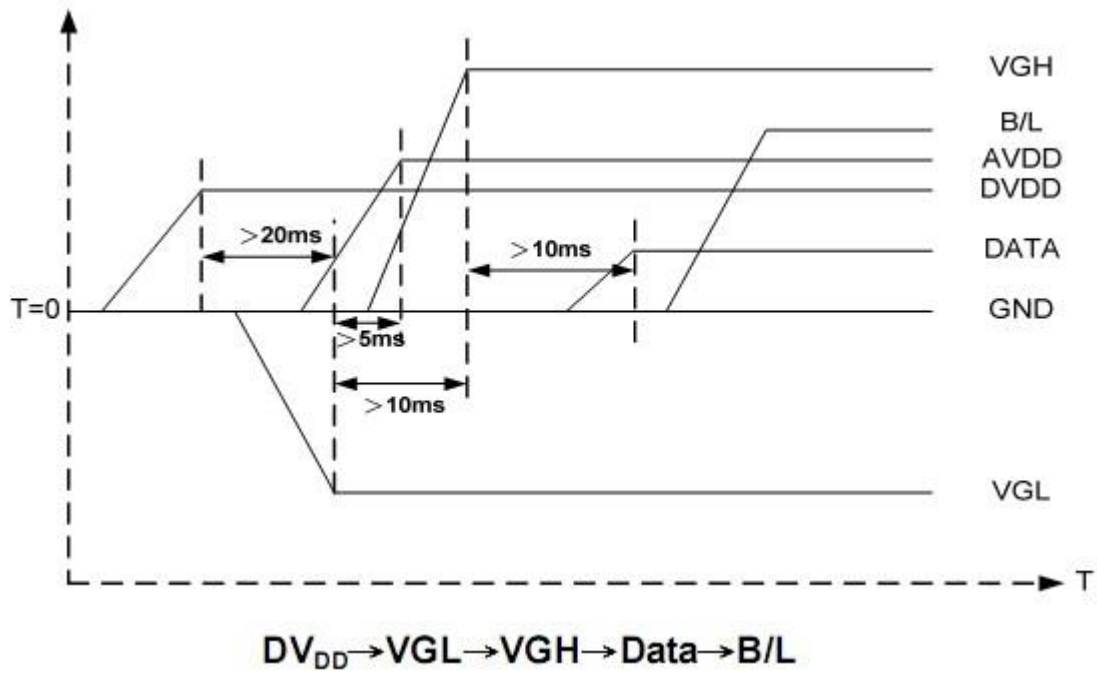 VGH
B/L
AVDD
DVDD
>20ms
>10ms
DATA
T=0
GND
>5ms
>10ms
VGL
T
DVDD→VGL→VGH→Data→B/L